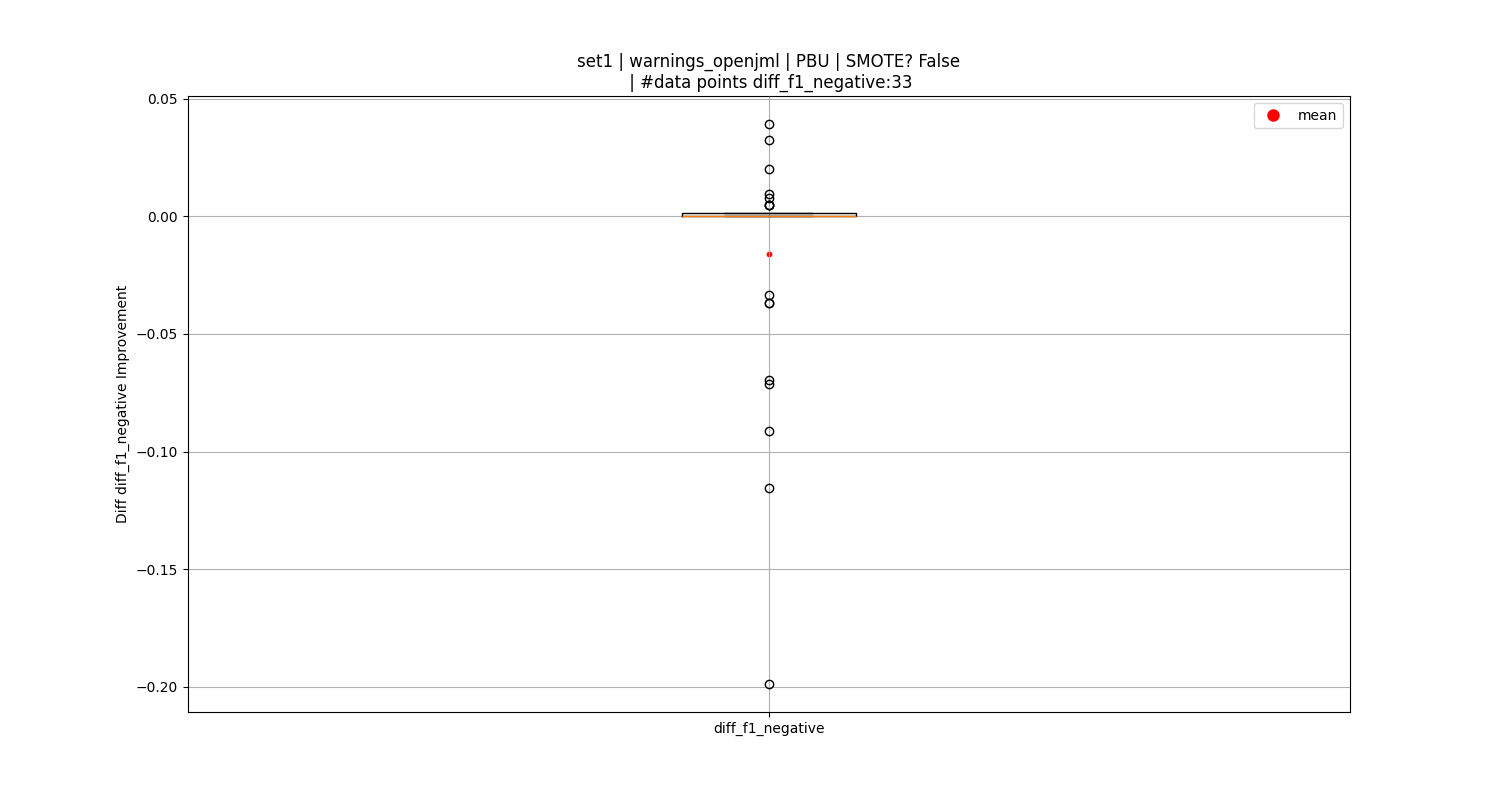 set1 | warnings_openjml | PBU | SMOTE? False
| #data points diff_f1_negative:33
mean
0.05
0.00
−0.05
−0.10
−0.15
−0.20
Diff diff_f1_negative Improvement
diff_f1_negative